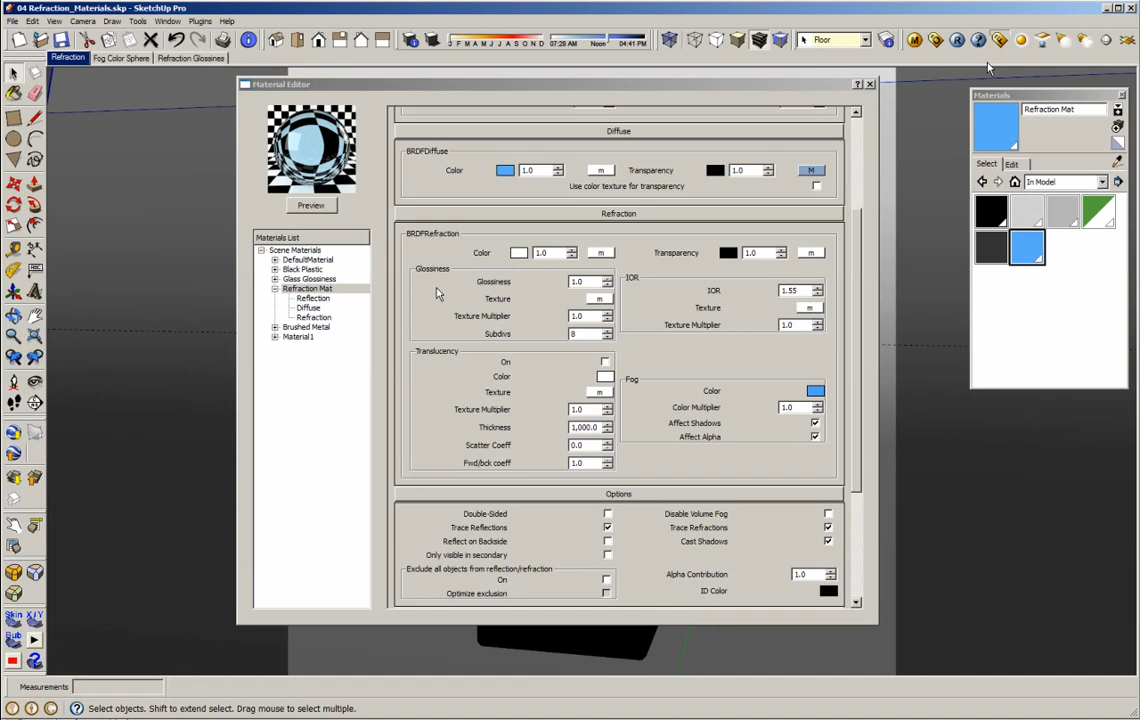 04 Refraction_Materials.skp - SketchUp Pro
File Edit View Camera Draw Tools Window Plugins Help
J F M A M J J A S O N D 07:28 AM Noon 04:41 PM Floor
Refraction Fog Color Sphere Refraction Glossines
Material Editor
Preview
Materials List
Scene Materials
DefaultMaterial
Black Plastic
Glass Glossiness
Refraction Mat
Reflection
Diffuse
Refraction
Brushed Metal
Material1
Diffuse
BRDFDiffuse
Color 1.0 m Transparency 1.0 M
Use color texture for transparency
Refraction
BRDFRefraction
Color 1.0 m Transparency 1.0 m
Glossiness
Glossiness 1.0
Texture m
Texture Multiplier 1.0
Subdivs 8
IOR
IOR 1.55
Texture m
Texture Multiplier 1.0
Translucency
On
Color
Texture m
Texture Multiplier 1.0
Thickness 1,000.0
Scatter Coeff 0.0
Fwd/bck coeff 1.0
Fog
Color
Color Multiplier 1.0
Affect Shadows
Affect Alpha
Options
Double-Sided Disable Volume Fog
Trace Reflections Trace Refractions
Reflect on Backside Cast Shadows
Only visible in secondary
Exclude all objects from reflection/refraction
On
Optimize exclusion
Alpha Contribution 1.0
ID Color
Materials
Refraction Mat
Select Edit
In Model
Skin X/Y
Bub
Measurements
Select objects. Shift to extend select. Drag mouse to select multiple.